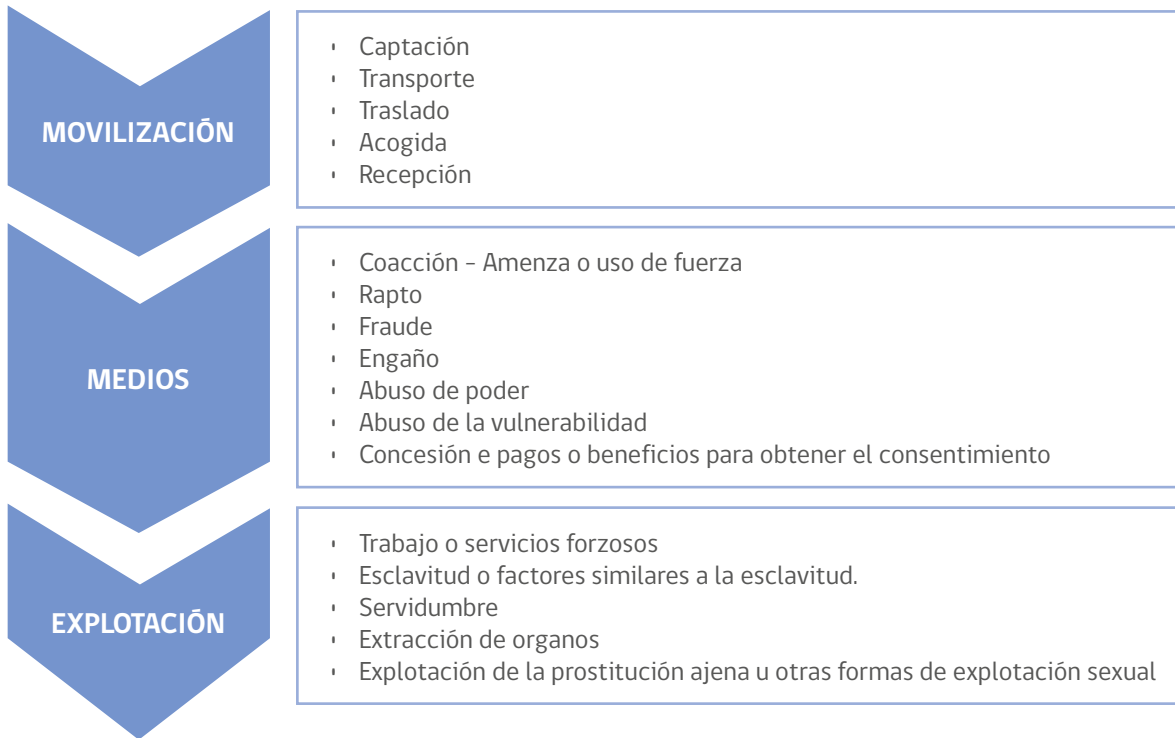 MOVILIZACIÓN
Captación
Transporte
Traslado
Acogida
Recepción
MEDIOS
Coacción – Amenza o uso de fuerza
Rapto
Fraude
Engaño
Abuso de poder
Abuso de la vulnerabilidad
Concesión e pagos o beneficios para obtener el consentimiento
EXPLOTACIÓN
Trabajo o servicios forzosos
Esclavitud o factores similares a la esclavitud.
Servidumbre
Extracción de organos
Explotación de la prostitución ajena u otras formas de explotación sexual